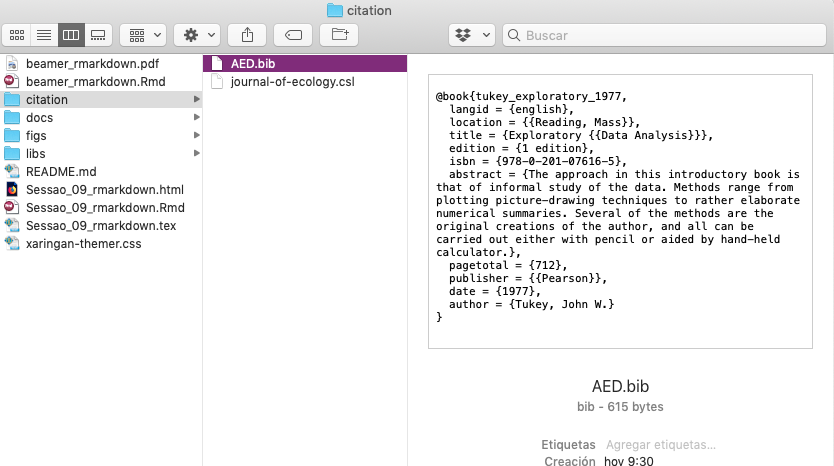 citation
Buscar
beamer_rmarkdown.pdf
beamer_rmarkdown.Rmd
citation
docs
figs
libs
README.md
Sessao_09_rmarkdown.html
Sessao_09_rmarkdown.Rmd
Sessao_09_rmarkdown.tex
xaringan-themer.css
AED.bib
journal-of-ecology.csl
@book{tukey_exploratory_1977,
langid = {english},
location = {{Reading, Mass}},
title = {Exploratory {{Data Analysis}}},
edition = {1 edition},
isbn = {978-0-201-07616-5},
abstract = {The approach in this introductory book is
that of informal study of the data. Methods range from
plotting picture-drawing techniques to rather elaborate
numerical summaries. Several of the methods are the
original creations of the author, and all can be
carried out either with pencil or aided by hand-held
calculator.},
pagetotal = {712},
publisher = {{Pearson}},
date = {1977},
author = {Tukey, John W.}
}
AED.bib
bib - 615 bytes
Etiquetas Agregar etiquetas...
Creación hoy 9:30